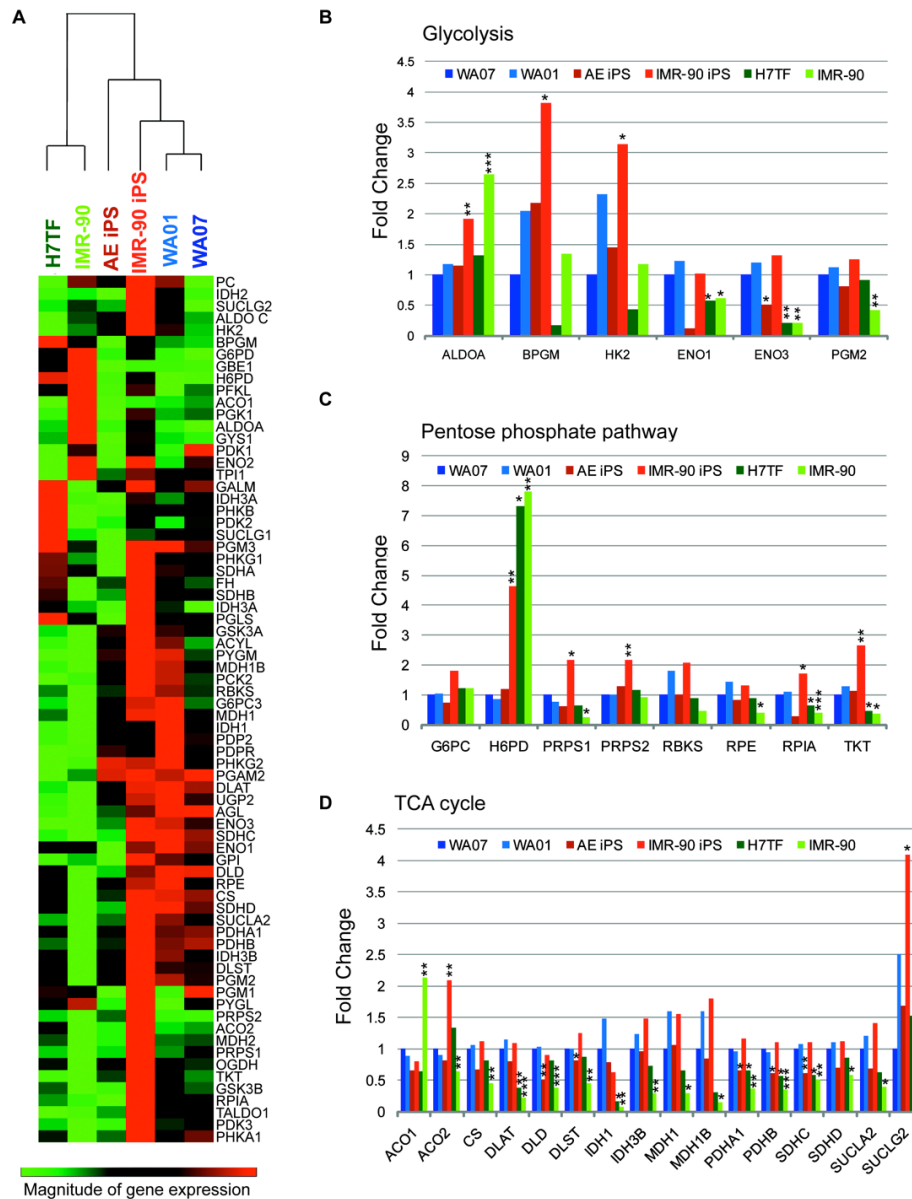 A
H7TF
IMR-90
AE iPS
IMR-90 iPS
WA01
WA07
PC
IDH2
SUCLG2
ALDO C
HK2
BPGM
G6PD
GBE1
H6PD
PFKL
ACO1
PGK1
ALDOA
GYS1
PDK1
ENO2
TPI1
GALM
IDH3A
PHKB
PDK2
SUCLG1
PGM3
PHKG1
SDHA
FH
SDHB
IDH3A
PGLS
GSK3A
ACYL
PYGM
MDH1B
PCK2
RBKS
G6PC3
MDH1
IDH1
PDP2
PDPR
PHKG2
PGAM2
DLAT
UGP2
AGL
ENO3
SDHC
ENO1
GPI
DLD
RPE
CS
SDHD
SUCLA2
PDHA1
PDHB
IDH3B
DLST
PGM2
PGM1
PYGL
PRPS2
ACO2
MDH2
PRPS1
OGDH
TKT
GSK3B
RPIA
TALDO1
PDK3
PHKA1
Magnitude of gene expression
B
Glycolysis
WA07 WA01 AE iPS IMR-90 iPS H7TF IMR-90
Fold Change
4.5
4
3.5
3
2.5
2
1.5
1
0.5
0
*
*
**
***
*
*
*
**
**
**
ALDOA BPGM HK2 ENO1 ENO3 PGM2
C
Pentose phosphate pathway
WA07 WA01 AE iPS IMR-90 iPS H7TF IMR-90
Fold Change
9
8
7
6
5
4
3
2
1
0
**
*
**
*
*
**
*
*
**
***
**
*
*
G6PC H6PD PRPS1 PRPS2 RBKS RPE RPIA TKT
D
TCA cycle
WA07 WA01 AE iPS IMR-90 iPS H7TF IMR-90
Fold Change
4.5
4
3.5
3
2.5
2
1.5
1
0.5
0
ACO1 ACO2 CS DLAT DLD DLST IDH1 IDH3B MDH1 MDH1B PDHA1 PDHB SDHC SDHD SUCLA2 SUCLG2